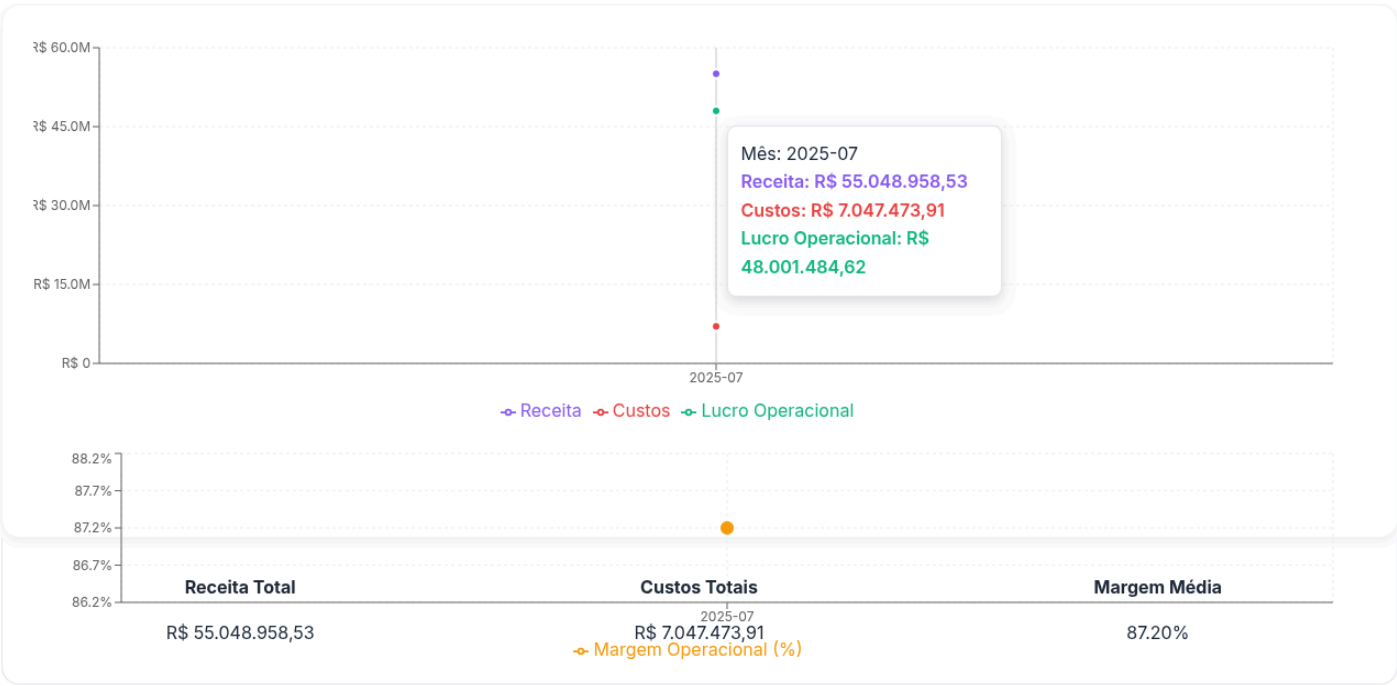 R$ 60.0M
R$ 45.0M
Mês: 2025-07
Receita: R$ 55.048.958,53
Custos: R$ 7.047.473,91
Lucro Operacional: R$
48.001.484,62
R$ 30.0M
R$ 15.0M
R$ 0
2025-07
Receita Custos Lucro Operacional
88.2%
87.7%
87.2%
86.7%
86.2%
Receita Total Custos Totais Margem Média
2025-07
R$ 55.048.958,53 R$ 7.047.473,91 87.20%
Margem Operacional (%)